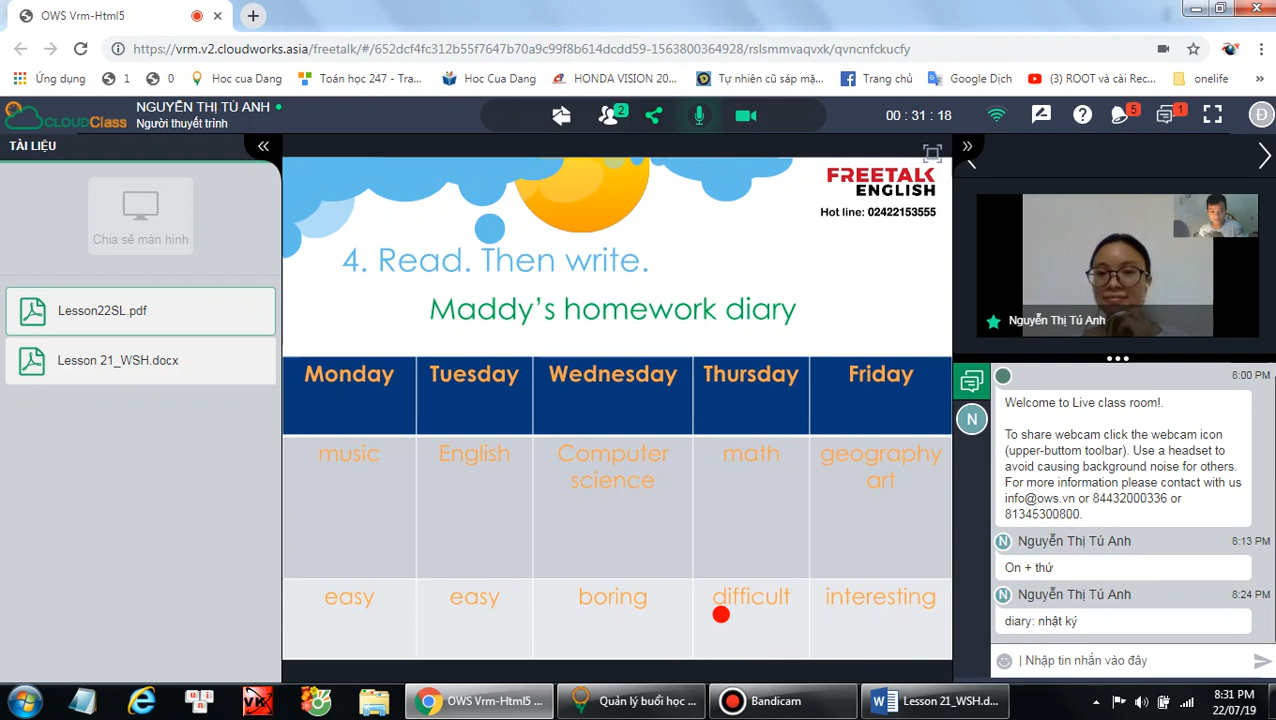 OWS Vrm-Html5
https://vrm.v2.cloudworks.asia/freetalk/#/652dcf4fc312b55f7647b70a9c99f8b614dcdd59-1563800364928/rslsmmvaqvxk/qvncnfckucfy
Ứng dụng 1 0 Hoc cua Dang Toán học 247 - Tra... Học Cua Dang HONDA VISION 20... Tự nhiên cũ sáp mặ... Trang chủ Google Dịch (3) ROOT và cài Rec... onelife »
CLOUDClass
NGUYỄN THỊ TÚ ANH
Người thuyết trình
2
00 : 31 : 18
5
1
Đ
TÀI LIỆU
Chia sẻ màn hình
Lesson22SL.pdf
Lesson 21_WSH.docx
FREETALK
ENGLISH
Hot line: 02422153555
4. Read. Then write.
Maddy's homework diary
Monday Tuesday Wednesday Thursday Friday
music English Computer science math geography art
easy easy boring difficult interesting
Nguyễn Thị Tú Anh
N
8:00 PM
Welcome to Live class room!.
To share webcam click the webcam icon
(upper-buttom toolbar). Use a headset to
avoid causing background noise for others.
For more information please contact with us
info@ows.vn or 84432000336 or
81345300800.
N Nguyễn Thị Tú Anh 8:13 PM
On + thứ
N Nguyễn Thị Tú Anh 8:24 PM
diary: nhật ký
Nhập tin nhắn vào đây
OWS Vrm-Html5 ...
Quản lý buổi học ...
Bandicam
Lesson 21_WSH.d...
8:31 PM
22/07/19